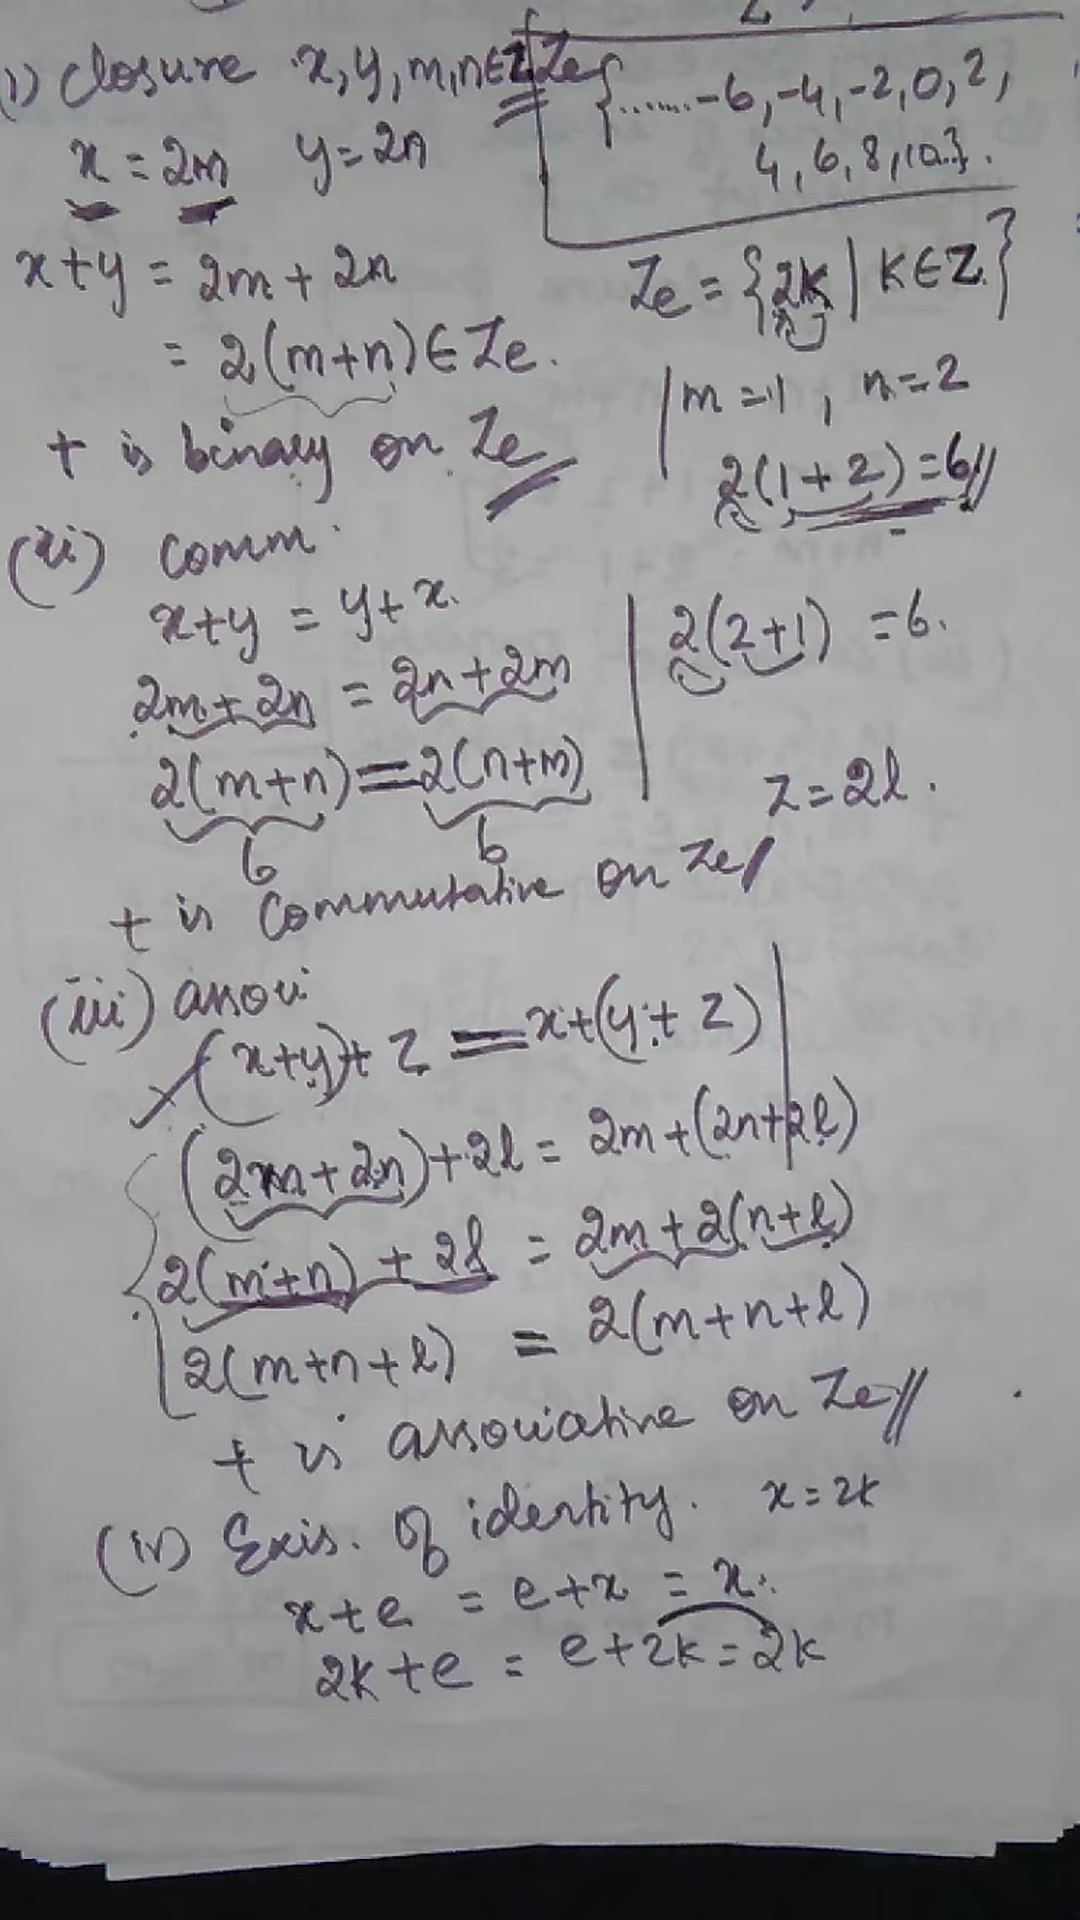 (i) Closure x, y, m, n ∈ Z Ze
{.......-6, -4, -2, 0, 2,
4, 6, 8, 10..}.
x = 2m y = 2n
x+y = 2m + 2n
Ze = {2k | k ∈ Z}
= 2(m+n) ∈ Ze.
m = 1, n = 2
+ is binary on Ze
2(1+2) = 6//
(ii) comm.
x+y = y+x.
2(2+1) = 6.
2m + 2n = 2n + 2m
2(m+n) = 2(n+m)
z = 2l.
6 6
+ is commutative on Ze/
(iii) associ.
(x+y)+z = x+(y+z)
(2m+2n)+2l = 2m+(2n+2l)
2(m+n) + 2l = 2m + 2(n+l)
2(m+n+l) = 2(m+n+l)
+ is associative on Ze//
(iv) Exis. of identity. x = 2k
x+e = e+x = x.
2k+e = e+2k = 2k